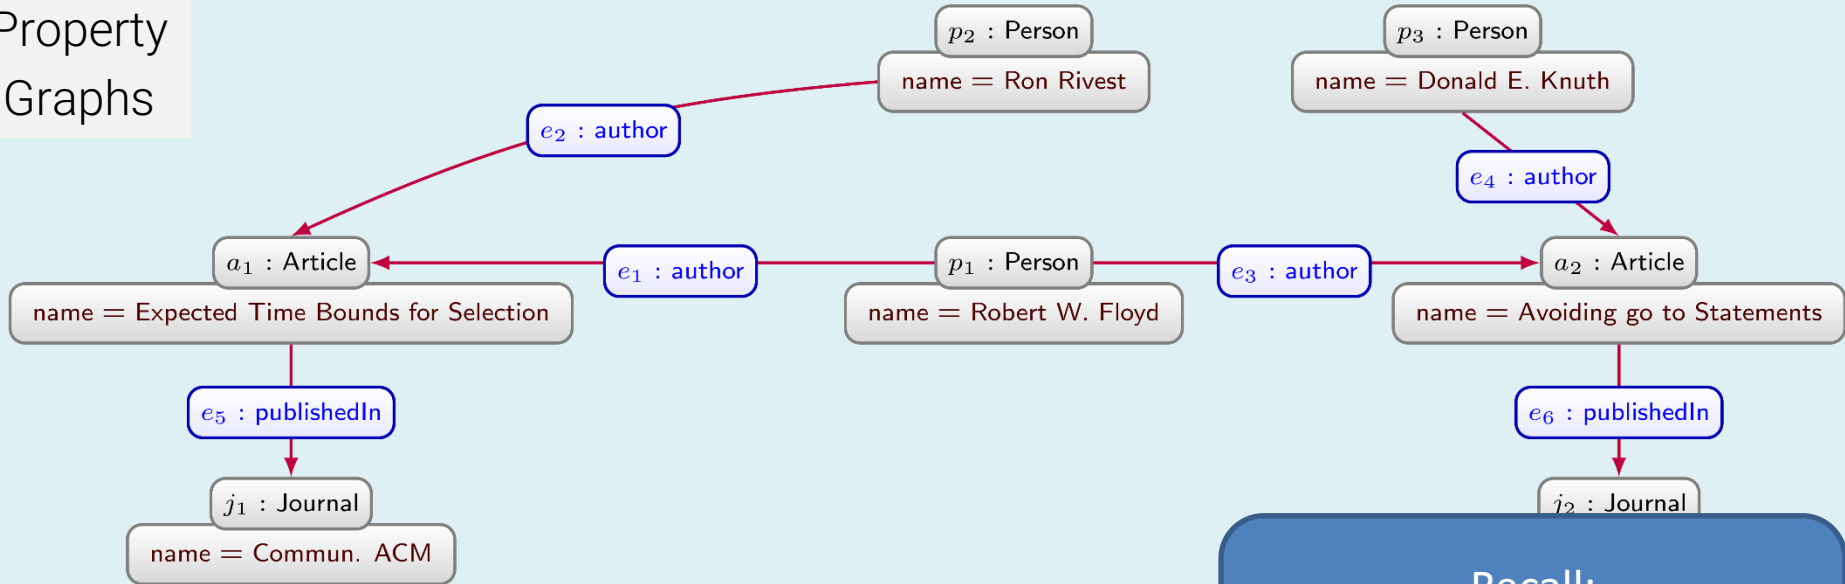 Property
Graphs
p₂ : Person
name = Ron Rivest
p₃ : Person
name = Donald E. Knuth
e₂ : author
e₄ : author
a₁ : Article
name = Expected Time Bounds for Selection
e₁ : author
p₁ : Person
name = Robert W. Floyd
e₃ : author
a₂ : Article
name = Avoiding go to Statements
e₅ : publishedIn
e₆ : publishedIn
j₁ : Journal
name = Commun. ACM
j₂ : Journal
Recall: